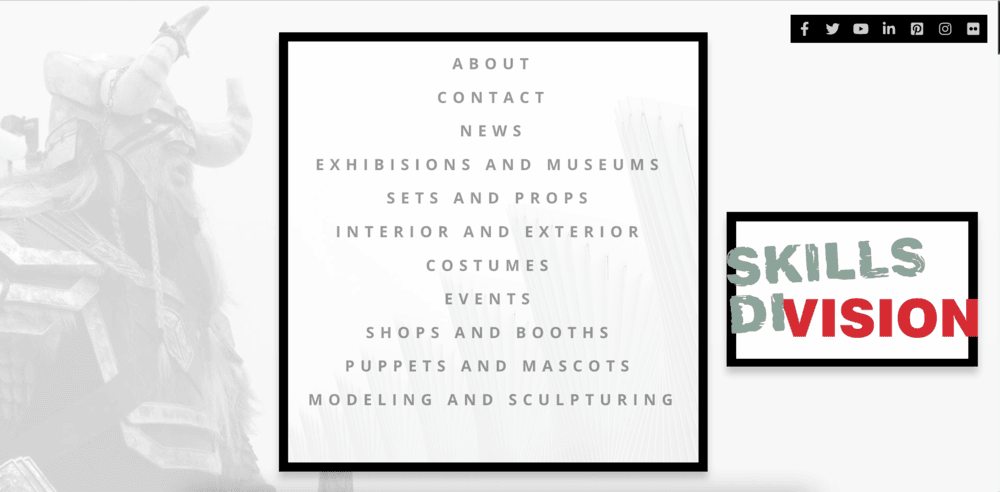 ABOUT
CONTACT
NEWS
EXHIBISIONS AND MUSEUMS
SETS AND PROPS
INTERIOR AND EXTERIOR
COSTUMES
EVENTS
SHOPS AND BOOTHS
PUPPETS AND MASCOTS
MODELING AND SCULPTURING
SKILLS
DIVISION